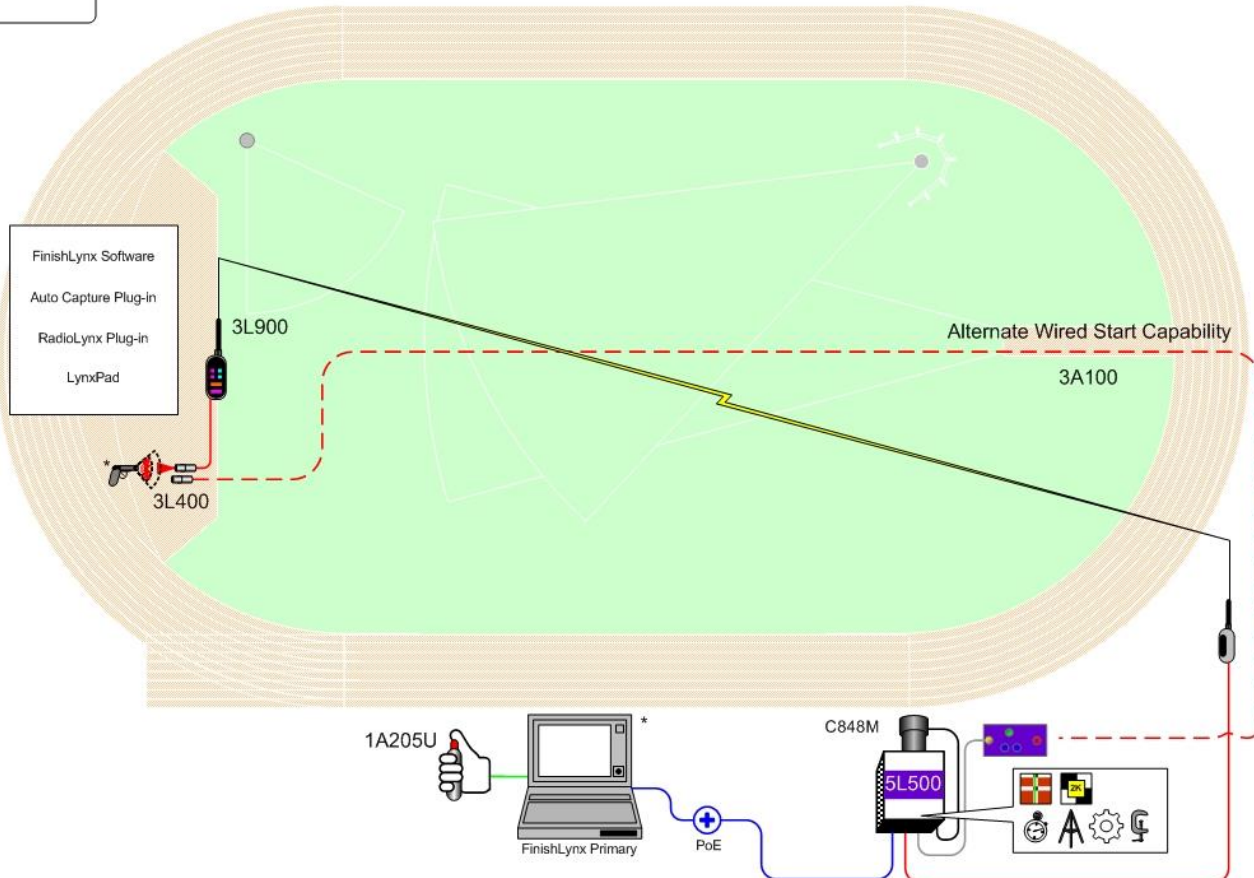 FinishLynx Software
Auto Capture Plug-in
RadioLynx Plug-in
LynxPad
3L900
Alternate Wired Start Capability
3A100
*
3L400
1A205U
*
C848M
5L500
2K
FinishLynx Primary
PoE